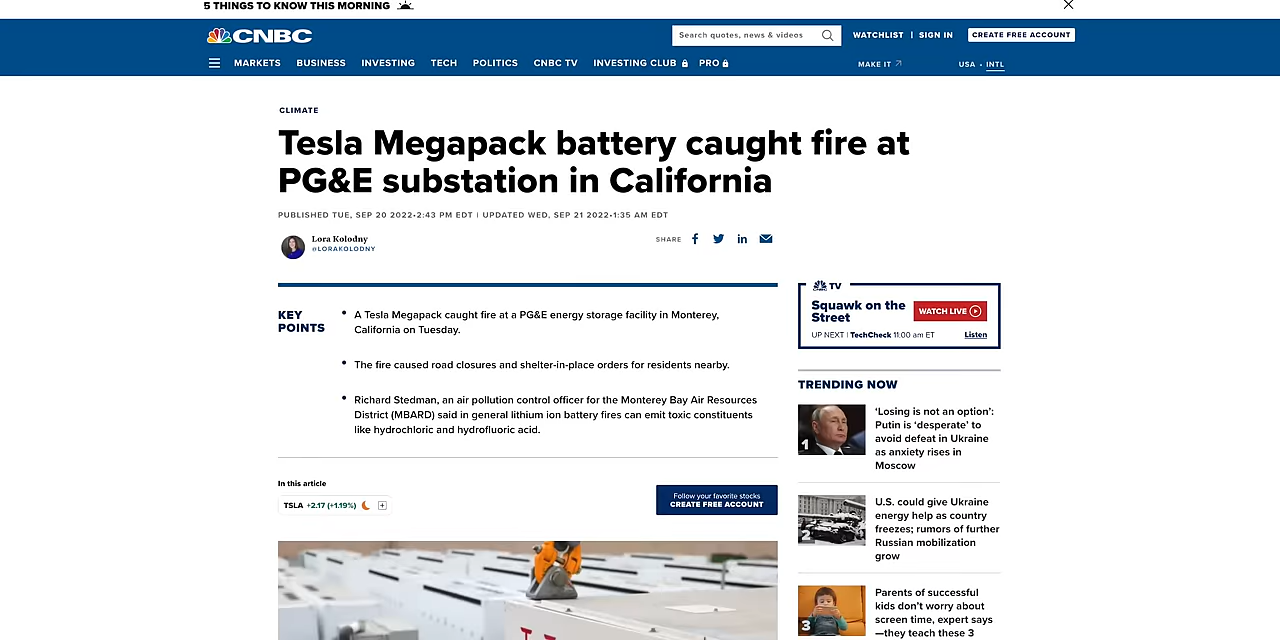 5 THINGS TO KNOW THIS MORNING
CNBC
Search quotes, news & videos
WATCHLIST | SIGN IN
CREATE FREE ACCOUNT
MARKETS BUSINESS INVESTING TECH POLITICS CNBC TV INVESTING CLUB PRO
MAKE IT
USA • INTL
CLIMATE
Tesla Megapack battery caught fire at
PG&E substation in California
PUBLISHED TUE, SEP 20 2022•2:43 PM EDT | UPDATED WED, SEP 21 2022•1:35 AM EDT
Lora Kolodny
@LORAKOLODNY
SHARE
KEY
POINTS
• A Tesla Megapack caught fire at a PG&E energy storage facility in Monterey,
California on Tuesday.
• The fire caused road closures and shelter-in-place orders for residents nearby.
• Richard Stedman, an air pollution control officer for the Monterey Bay Air Resources
District (MBARD) said in general lithium ion battery fires can emit toxic constituents
like hydrochloric and hydrofluoric acid.
In this article
TSLA +2.17 (+1.19%)
Follow your favorite stocks
CREATE FREE ACCOUNT
TV
Squawk on the
Street
WATCH LIVE
UP NEXT | TechCheck 11:00 am ET
Listen
TRENDING NOW
1
‘Losing is not an option’:
Putin is ‘desperate’ to
avoid defeat in Ukraine
as anxiety rises in
Moscow
2
U.S. could give Ukraine
energy help as country
freezes; rumors of further
Russian mobilization
grow
3
Parents of successful
kids don’t worry about
screen time, expert says
—they teach these 3